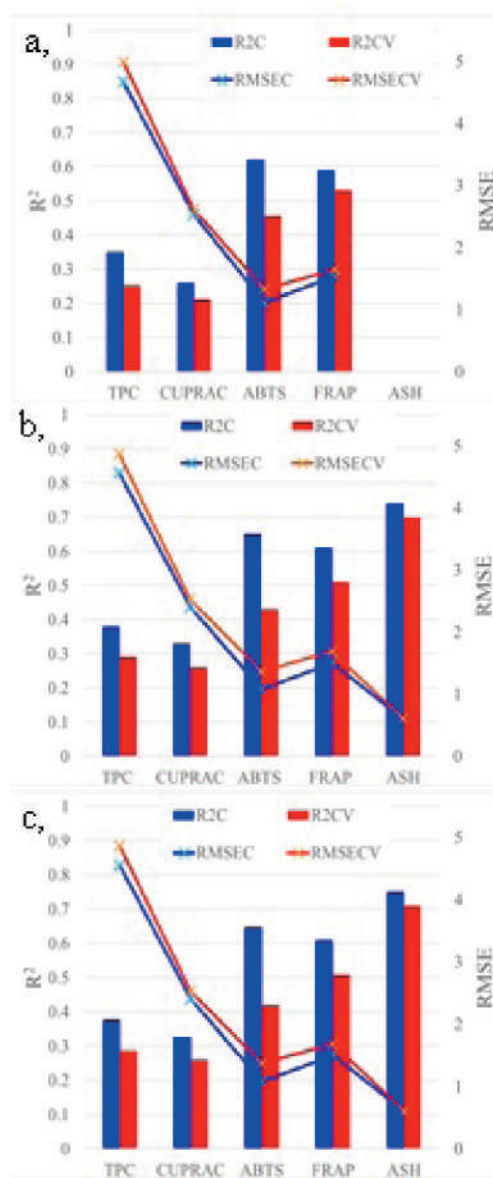 a,
R2C R2CV
RMSEC RMSECV
1
0.9
0.8
0.7
0.6
0.5
0.4
0.3
0.2
0.1
0
R²
5
4
3
2
1
0
RMSE
TPC CUPRAC ABTS FRAP ASH
b,
R2C R2CV
RMSEC RMSECV
1
0.9
0.8
0.7
0.6
0.5
0.4
0.3
0.2
0.1
0
R²
5
4
3
2
1
0
RMSE
TPC CUPRAC ABTS FRAP ASH
c,
R2C R2CV
RMSEC RMSECV
1
0.9
0.8
0.7
0.6
0.5
0.4
0.3
0.2
0.1
0
R²
5
4
3
2
1
0
RMSE
TPC CUPRAC ABTS FRAP ASH